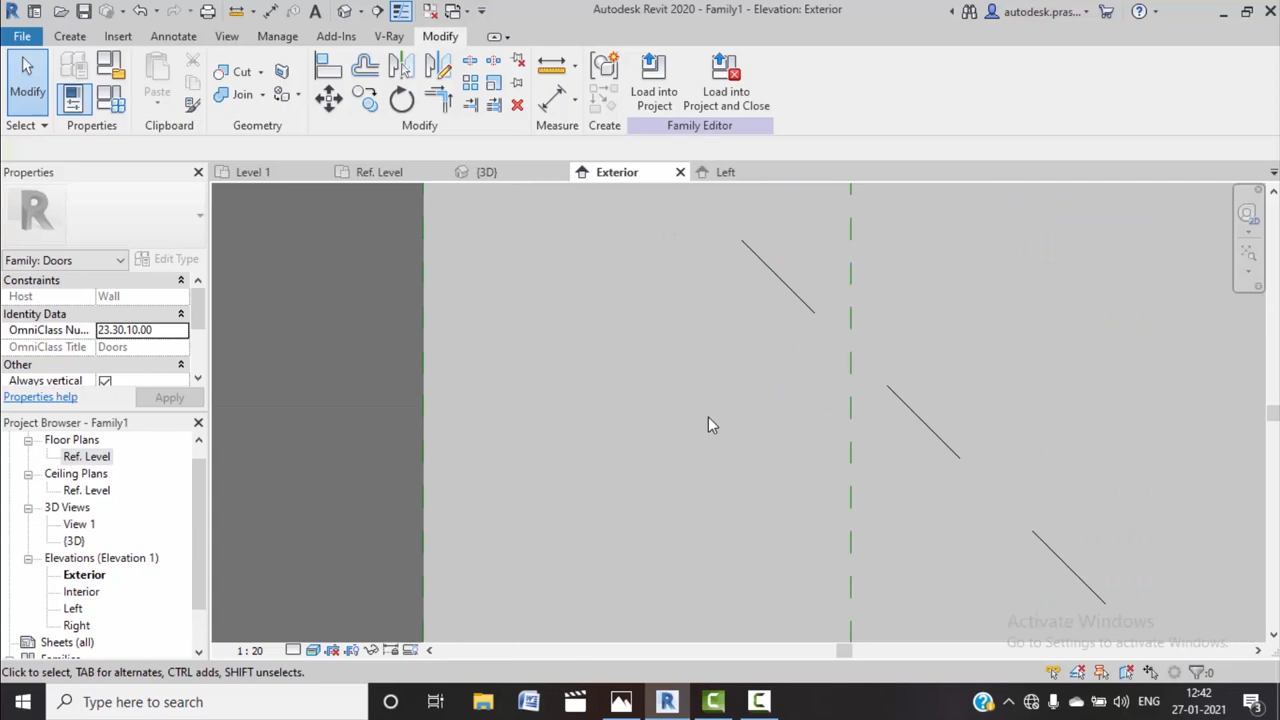 Autodesk Revit 2020 - Family1 - Elevation: Exterior
autodesk.pras...
File Create Insert Annotate View Manage Add-Ins V-Ray Modify
Modify
Paste
Cut
Join
Load into Project
Load into Project and Close
Select Properties Clipboard Geometry Modify Measure Create Family Editor
Properties
Level 1 Ref. Level {3D} Exterior Left
2D
Family: Doors Edit Type
Constraints
Host Wall
Identity Data
OmniClass Nu... 23.30.10.00
OmniClass Title Doors
Other
Always vertical
Properties help Apply
Project Browser - Family1
Floor Plans
Ref. Level
Ceiling Plans
Ref. Level
3D Views
View 1
{3D}
Elevations (Elevation 1)
Exterior
Interior
Left
Right
Sheets (all)
Families
Activate Windows
Go to Settings to activate Windows.
1 : 20
Click to select, TAB for alternates, CTRL adds, SHIFT unselects.
:0
Type here to search
ENG
12:42
27-01-2021
3